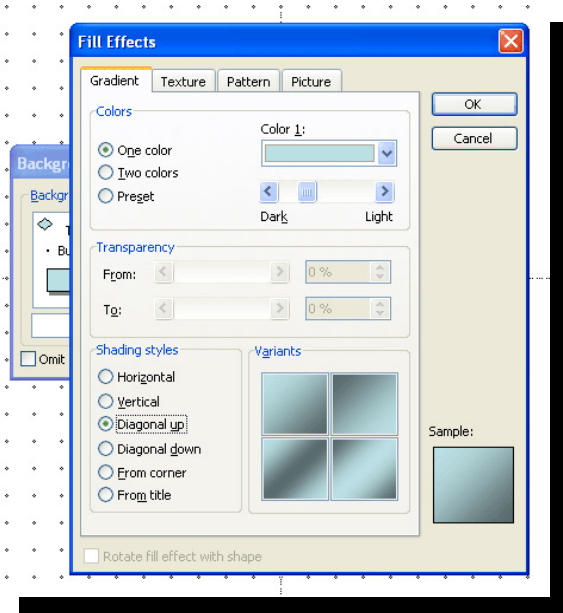 Fill Effects
Gradient
Texture
Pattern
Picture
Colors
One color
Two colors
Preset
Color 1:
Dark
Light
Transparency
From:
0 %
To:
0 %
Shading styles
Horizontal
Vertical
Diagonal up
Diagonal down
From corner
From title
Variants
OK
Cancel
Sample:
Rotate fill effect with shape
Backgr
Backgr
Bu
Omit